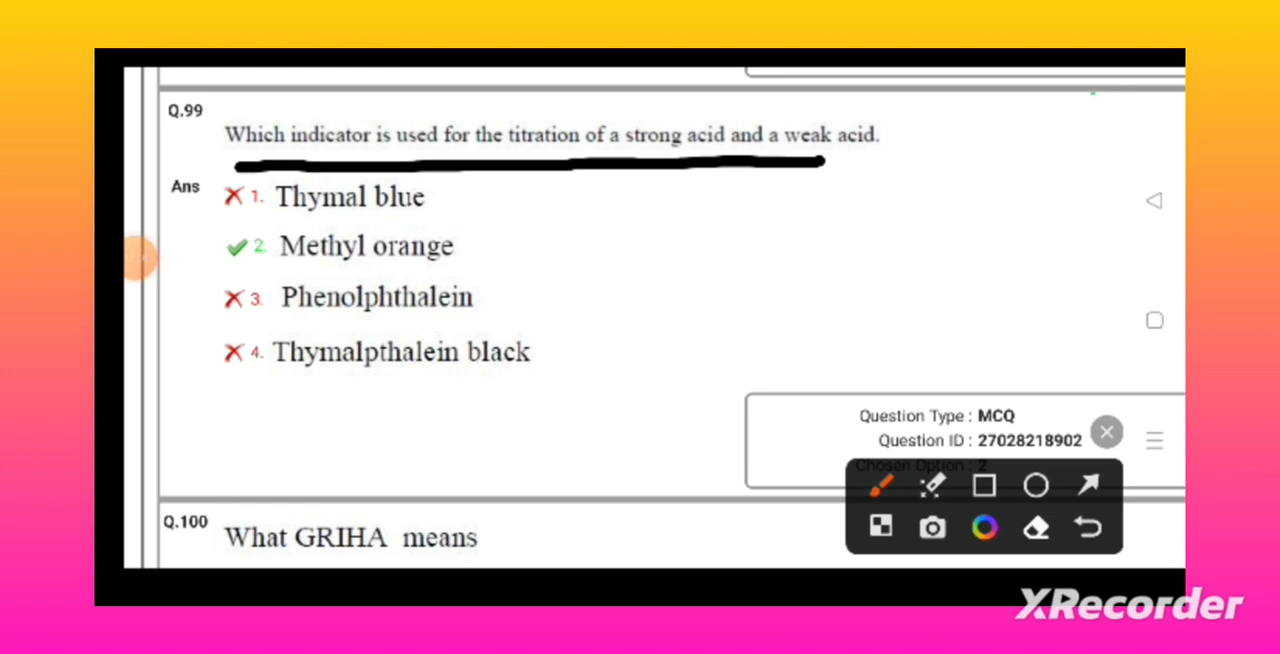 Q.99
Which indicator is used for the titration of a strong acid and a weak acid.
Ans
1. Thymal blue
2. Methyl orange
3. Phenolphthalein
4. Thymalpthalein black
Question Type : MCQ
Question ID : 27028218902
Chosen Option : 2
Q.100
What GRIHA means
XRecorder